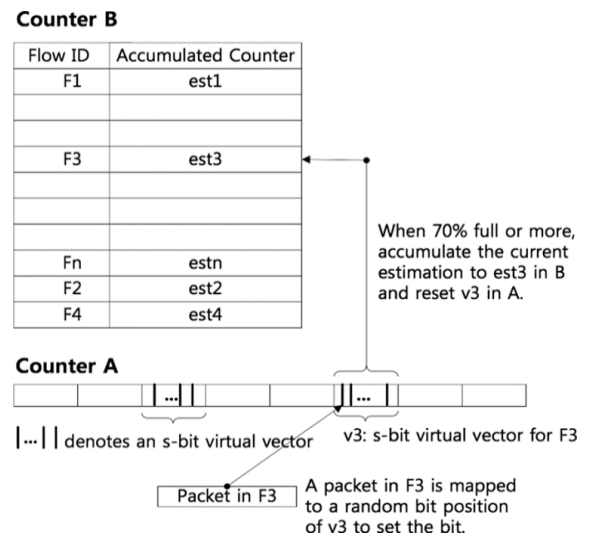 Counter B
Flow ID Accumulated Counter
F1 est1
F3 est3
Fn estn
F2 est2
F4 est4
When 70% full or more,
accumulate the current
estimation to est3 in B
and reset v3 in A.
Counter A
|...|| ||... |
|...|| denotes an s-bit virtual vector
v3: s-bit virtual vector for F3
Packet in F3
A packet in F3 is mapped
to a random bit position
of v3 to set the bit.